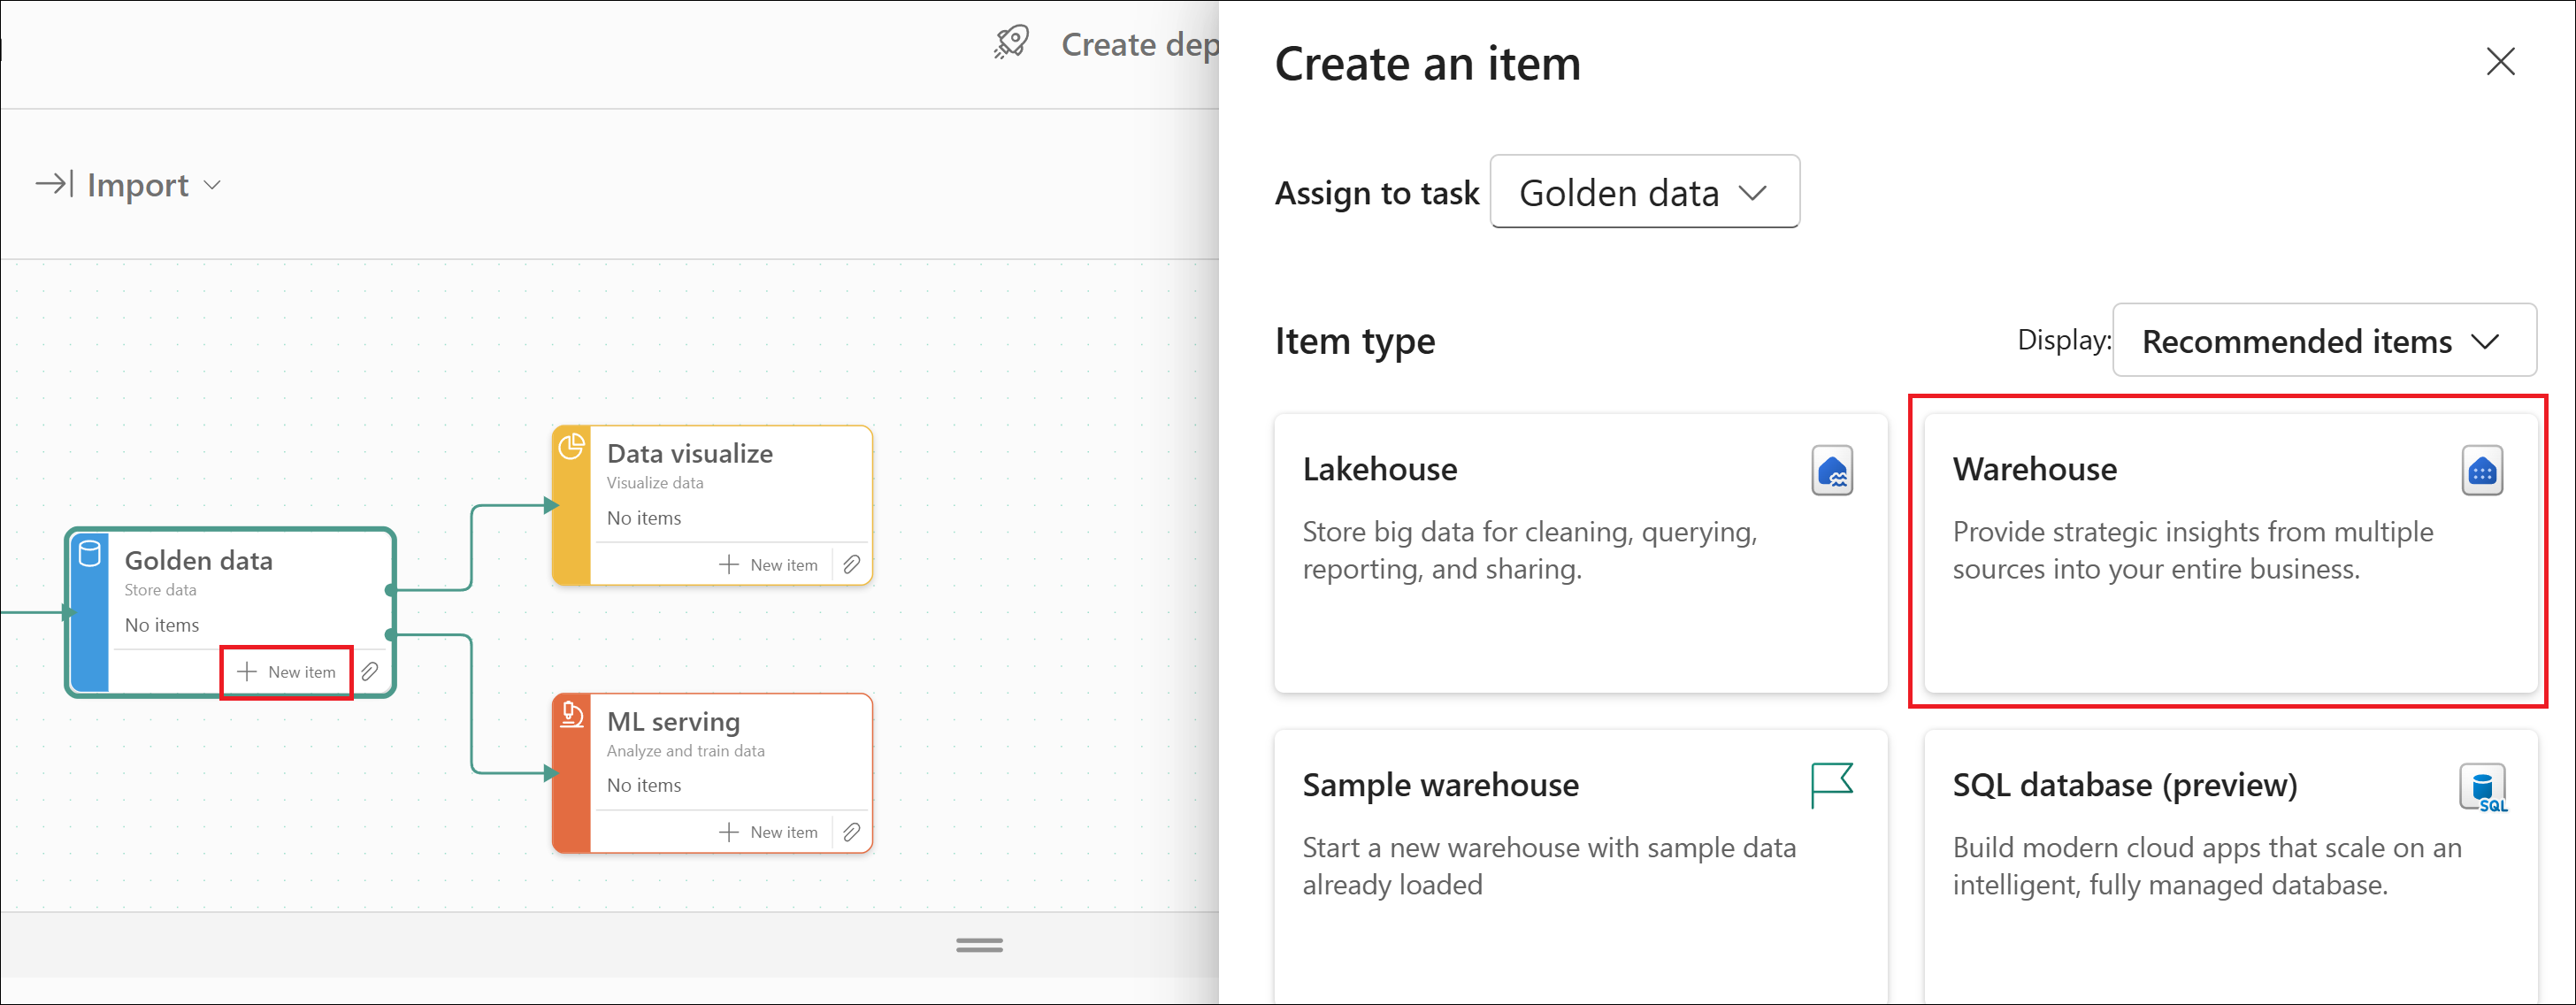 Create dep
Import
Golden data
Store data
No items
New item
Data visualize
Visualize data
No items
New item
ML serving
Analyze and train data
No items
New item
Create an item
Assign to task Golden data
Item type
Display: Recommended items
Lakehouse
Store big data for cleaning, querying,
reporting, and sharing.
Warehouse
Provide strategic insights from multiple
sources into your entire business.
Sample warehouse
Start a new warehouse with sample data
already loaded
SQL database (preview)
SQL
Build modern cloud apps that scale on an
intelligent, fully managed database.